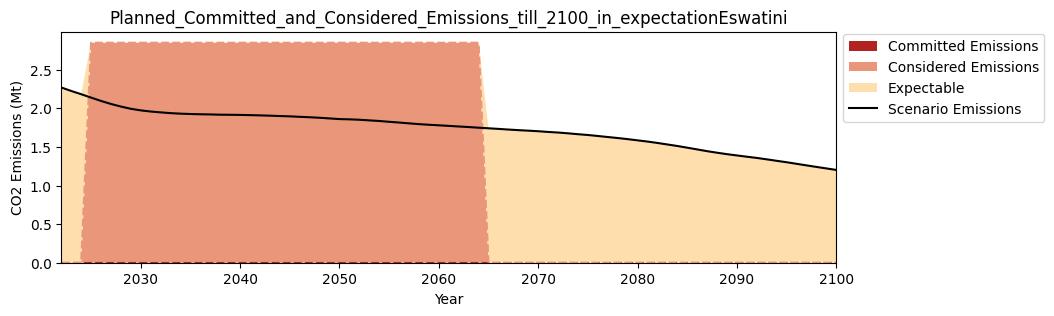 Planned_Committed_and_Considered_Emissions_till_2100_in_expectationEswatini
Committed Emissions
Considered Emissions
Expectable
Scenario Emissions
CO2 Emissions (Mt)
2.5
2.0
1.5
1.0
0.5
0.0
2030 2040 2050 2060 2070 2080 2090 2100
Year